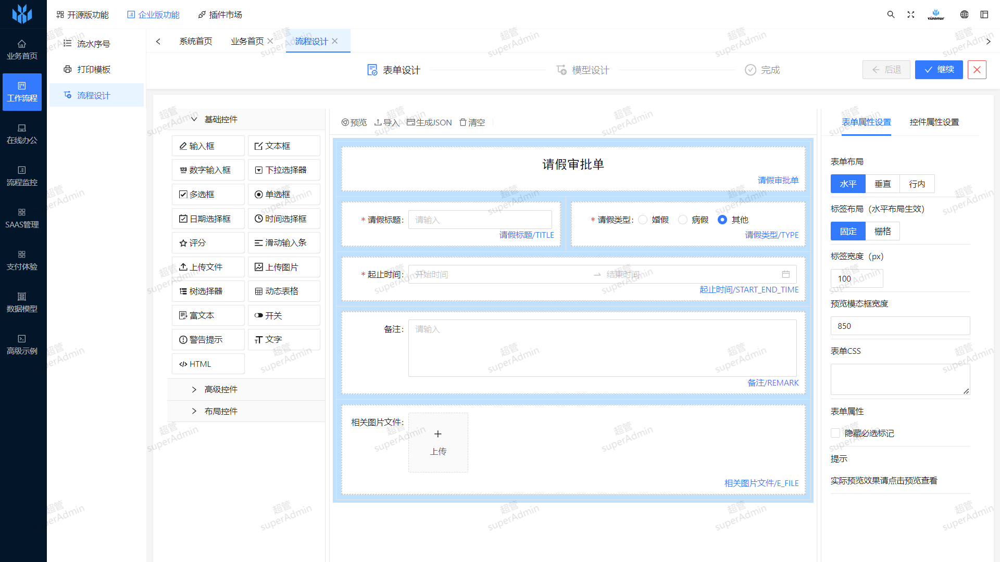 开源版功能
企业版功能
插件市场
xiaonuo
业务首页
工作流程
在线办公
流程监控
SAAS管理
支付体验
数据模型
高级示例
流水序号
打印模板
流程设计
系统首页
业务首页
流程设计
表单设计
模型设计
完成
后退
继续
基础控件
输入框
文本框
数字输入框
下拉选择器
多选框
单选框
日期选择框
时间选择框
评分
滑动输入条
上传文件
上传图片
树选择器
动态表格
富文本
开关
警告提示
文字
HTML
高级控件
布局控件
预览
导入
生成JSON
清空
请假审批单
请假审批单
* 请假标题:
请输入
请假标题/TITLE
* 请假类型:
婚假
病假
其他
请假类型/TYPE
* 起止时间:
开始时间
结束时间
起止时间/START_END_TIME
备注:
请输入
备注/REMARK
相关图片文件:
上传
相关图片文件/E_FILE
表单属性设置
控件属性设置
表单布局
水平
垂直
行内
标签布局（水平布局生效）
固定
栅格
标签宽度（px）
100
预览模态框宽度
850
表单CSS
表单属性
隐藏必选标记
提示
实际预览效果请点击预览查看
超管
superAdmin